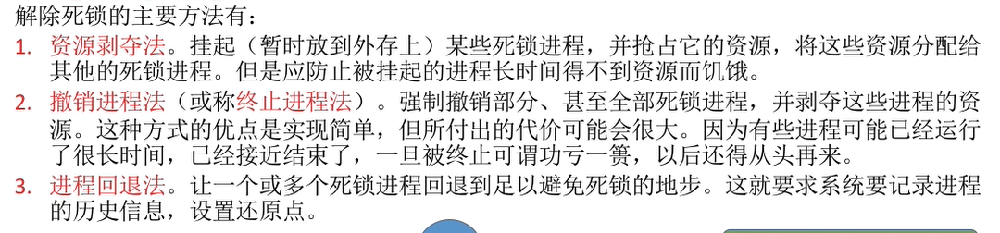 解除死锁的主要方法有：
1. 资源剥夺法。挂起（暂时放到外存上）某些死锁进程，并抢占它的资源，将这些资源分配给
其他的死锁进程。但是应防止被挂起的进程长时间得不到资源而饥饿。
2. 撤销进程法（或称终止进程法）。强制撤销部分、甚至全部死锁进程，并剥夺这些进程的资
源。这种方式的优点是实现简单，但所付出的代价可能会很大。因为有些进程可能已经运行
了很长时间，已经接近结束了，一旦被终止可谓功亏一篑，以后还得从头再来。
3. 进程回退法。让一个或多个死锁进程回退到足以避免死锁的地步。这就要求系统要记录进程
的历史信息，设置还原点。